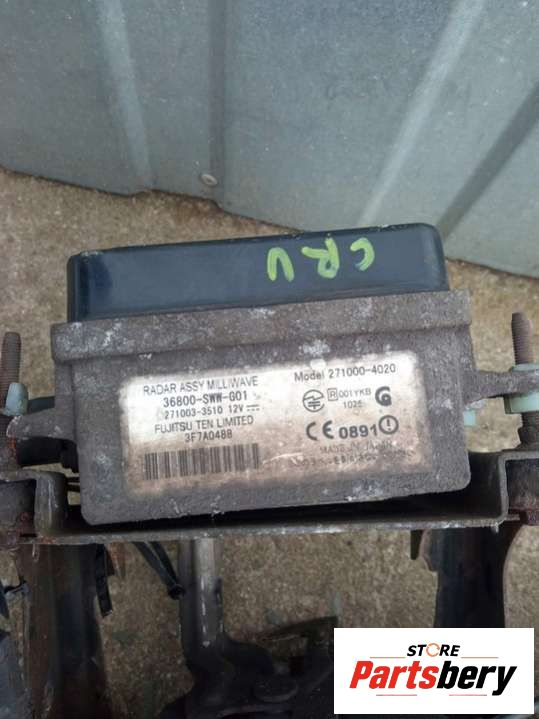 CRV
RADAR ASSY MILLIWAVE
36800-SWW-G01
271003-3510 12V
FUJITSU TEN LIMITED
3F7A0488
Model 271000-4020
R 001YKB
1025
G
CE 0891
MADE IN JAPAN
STORE
Partsbery